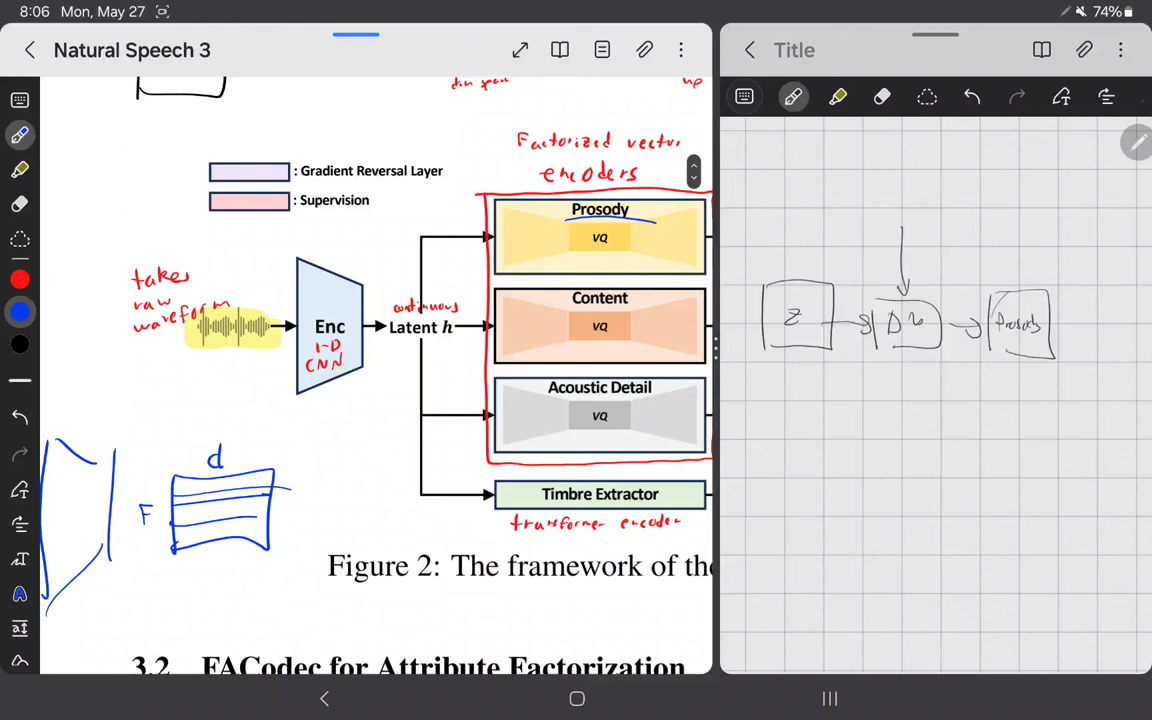 8:06 Mon, May 27
74%
Natural Speech 3
Title
Factorized vector
encoders
: Gradient Reversal Layer
: Supervision
takes
raw
waveform
Enc
1-D
CNN
continuous
Latent h
Prosody
VQ
Content
VQ
Acoustic Detail
VQ
Timbre Extractor
transformer encoder
d
F
Figure 2: The framework of the
3.2 FACodec for Attribute Factorization
Z
Prosody